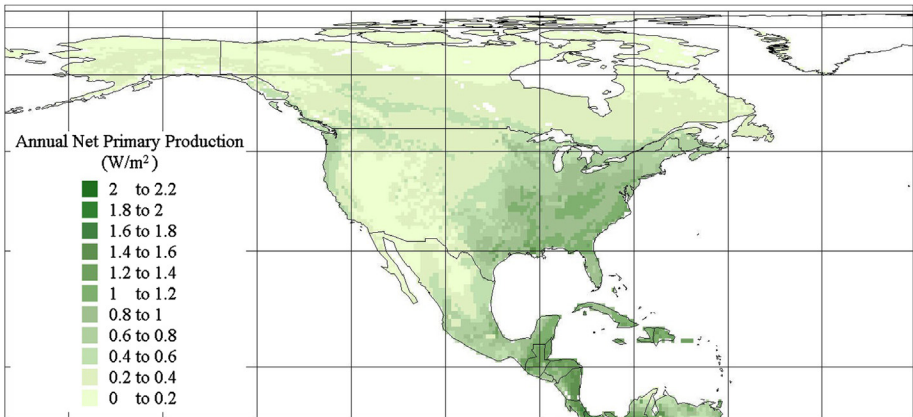 Annual Net Primary Production
(W/m²)
2 to 2.2
1.8 to 2
1.6 to 1.8
1.4 to 1.6
1.2 to 1.4
1 to 1.2
0.8 to 1
0.6 to 0.8
0.4 to 0.6
0.2 to 0.4
0 to 0.2